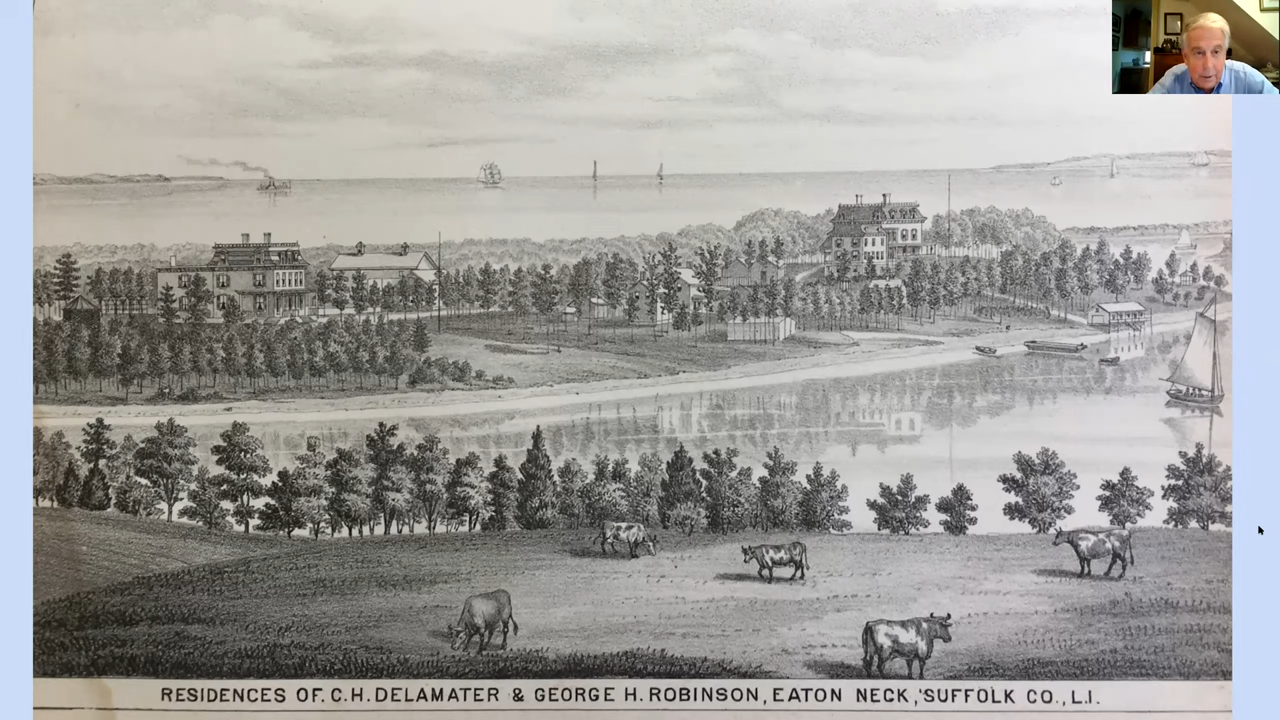 RESIDENCES OF. C.H. DELAMATER & GEORGE H. ROBINSON, EATON NECK, SUFFOLK CO., L.I.